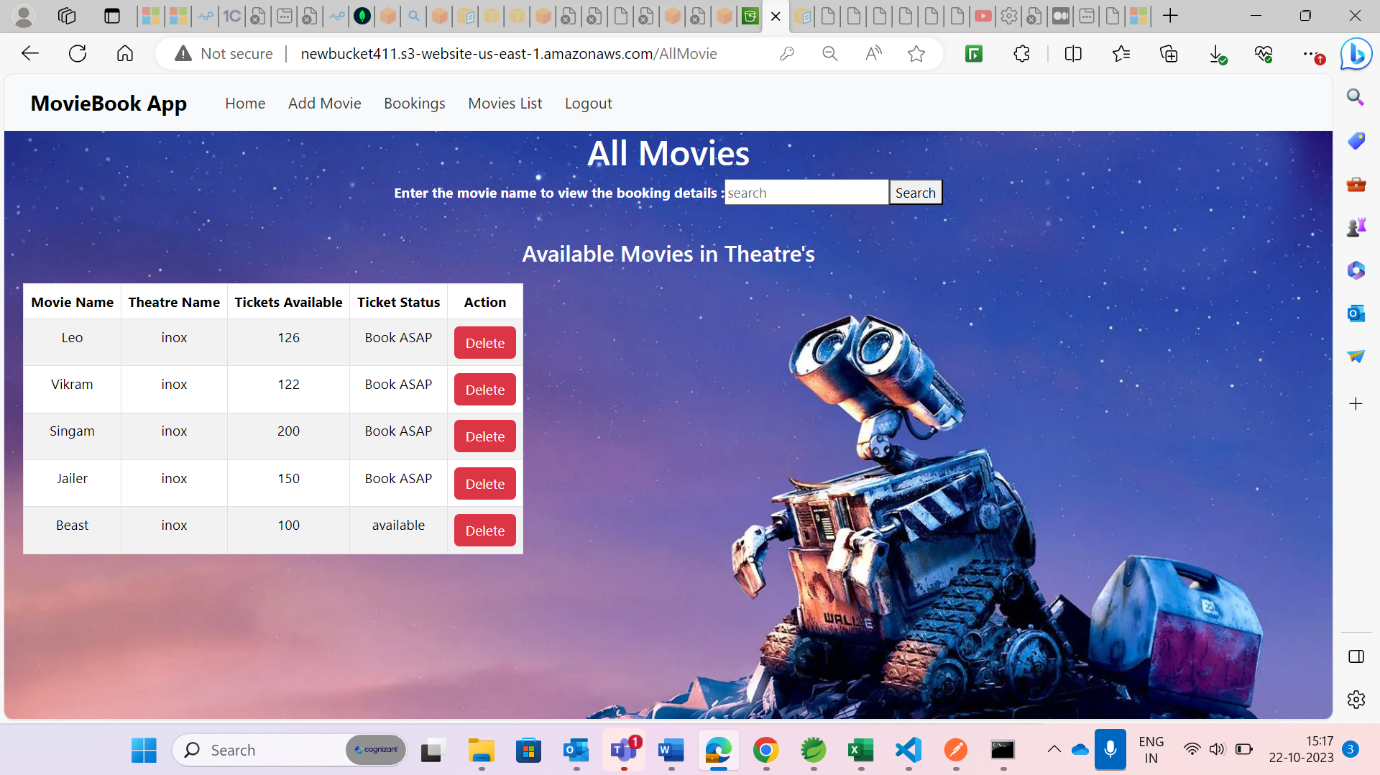 1C
Not secure | newbucket411.s3-website-us-east-1.amazonaws.com/AllMovie
MovieBook App Home Add Movie Bookings Movies List Logout
All Movies
Enter the movie name to view the booking details : search Search
Available Movies in Theatre's
Movie Name Theatre Name Tickets Available Ticket Status Action
Leo inox 126 Book ASAP Delete
Vikram inox 122 Book ASAP Delete
Singam inox 200 Book ASAP Delete
Jailer inox 150 Book ASAP Delete
Beast inox 100 available Delete
WALL-E
Search cognizant 1 ENG 15:17
IN 22-10-2023 3